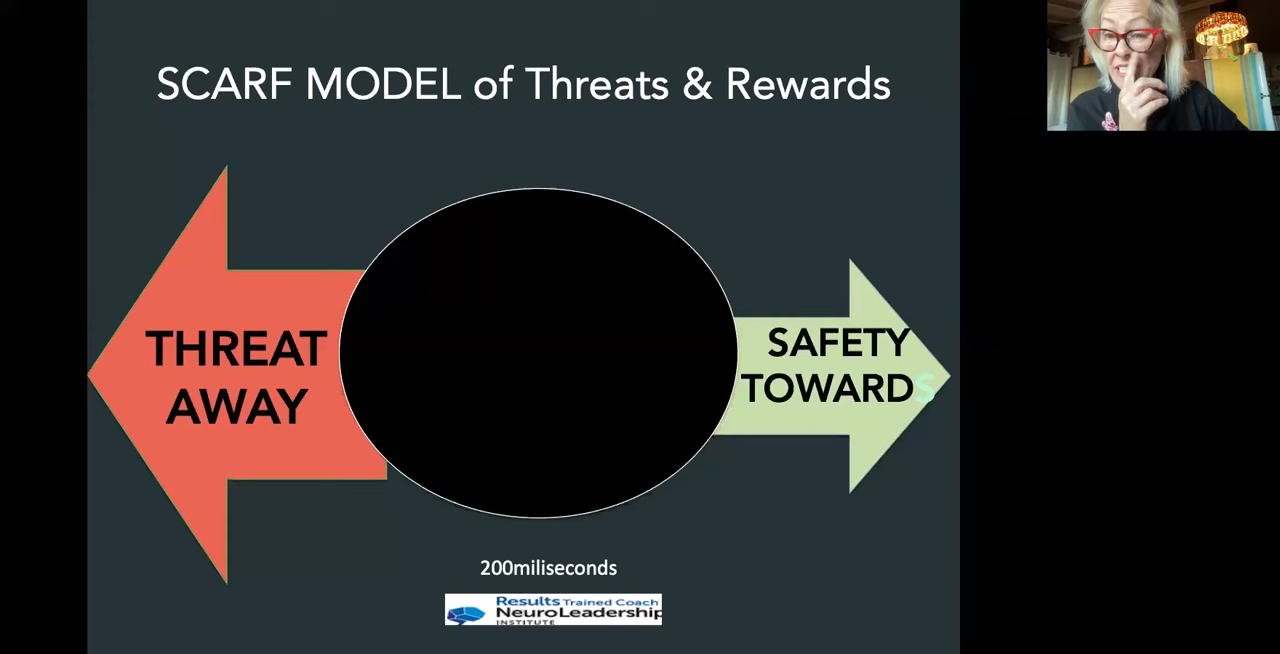 SCARF MODEL of Threats & Rewards
THREAT
AWAY
SAFETY
TOWARDS
200miliseconds
Results Trained Coach
NeuroLeadership
INSTITUTE